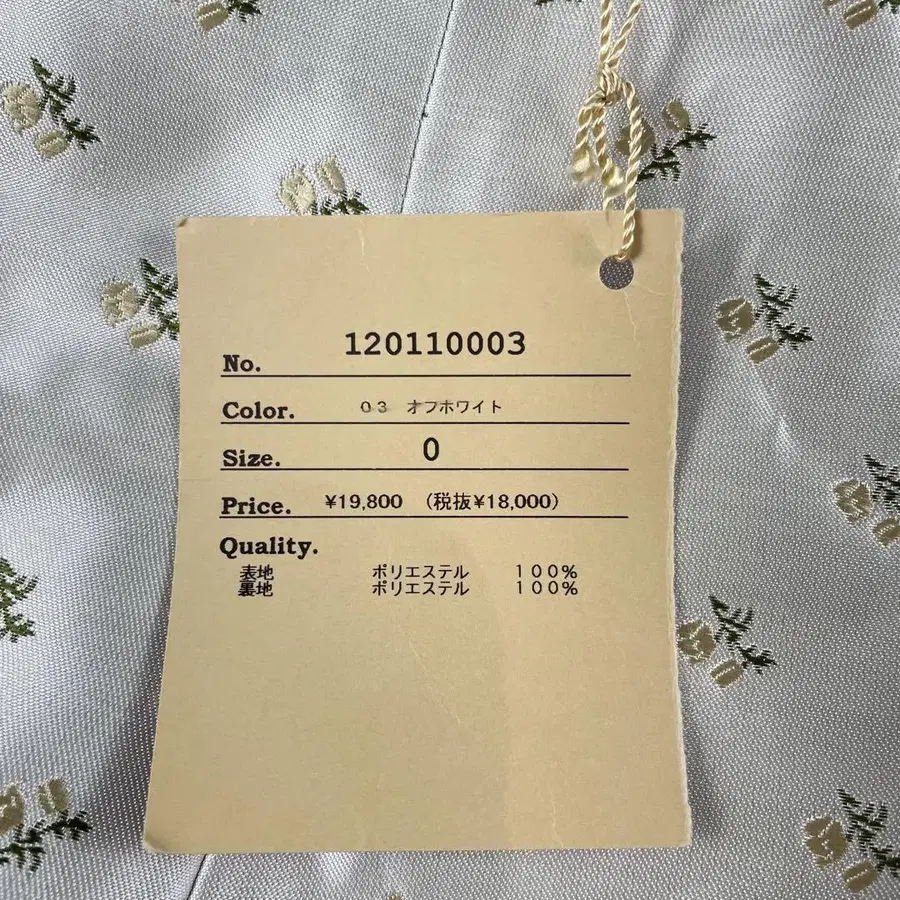 No. 120110003
Color. 03 オフホワイト
Size. 0
Price. ¥19,800 (税抜¥18,000)
Quality.
表地 ポリエステル 100%
裏地 ポリエステル 100%